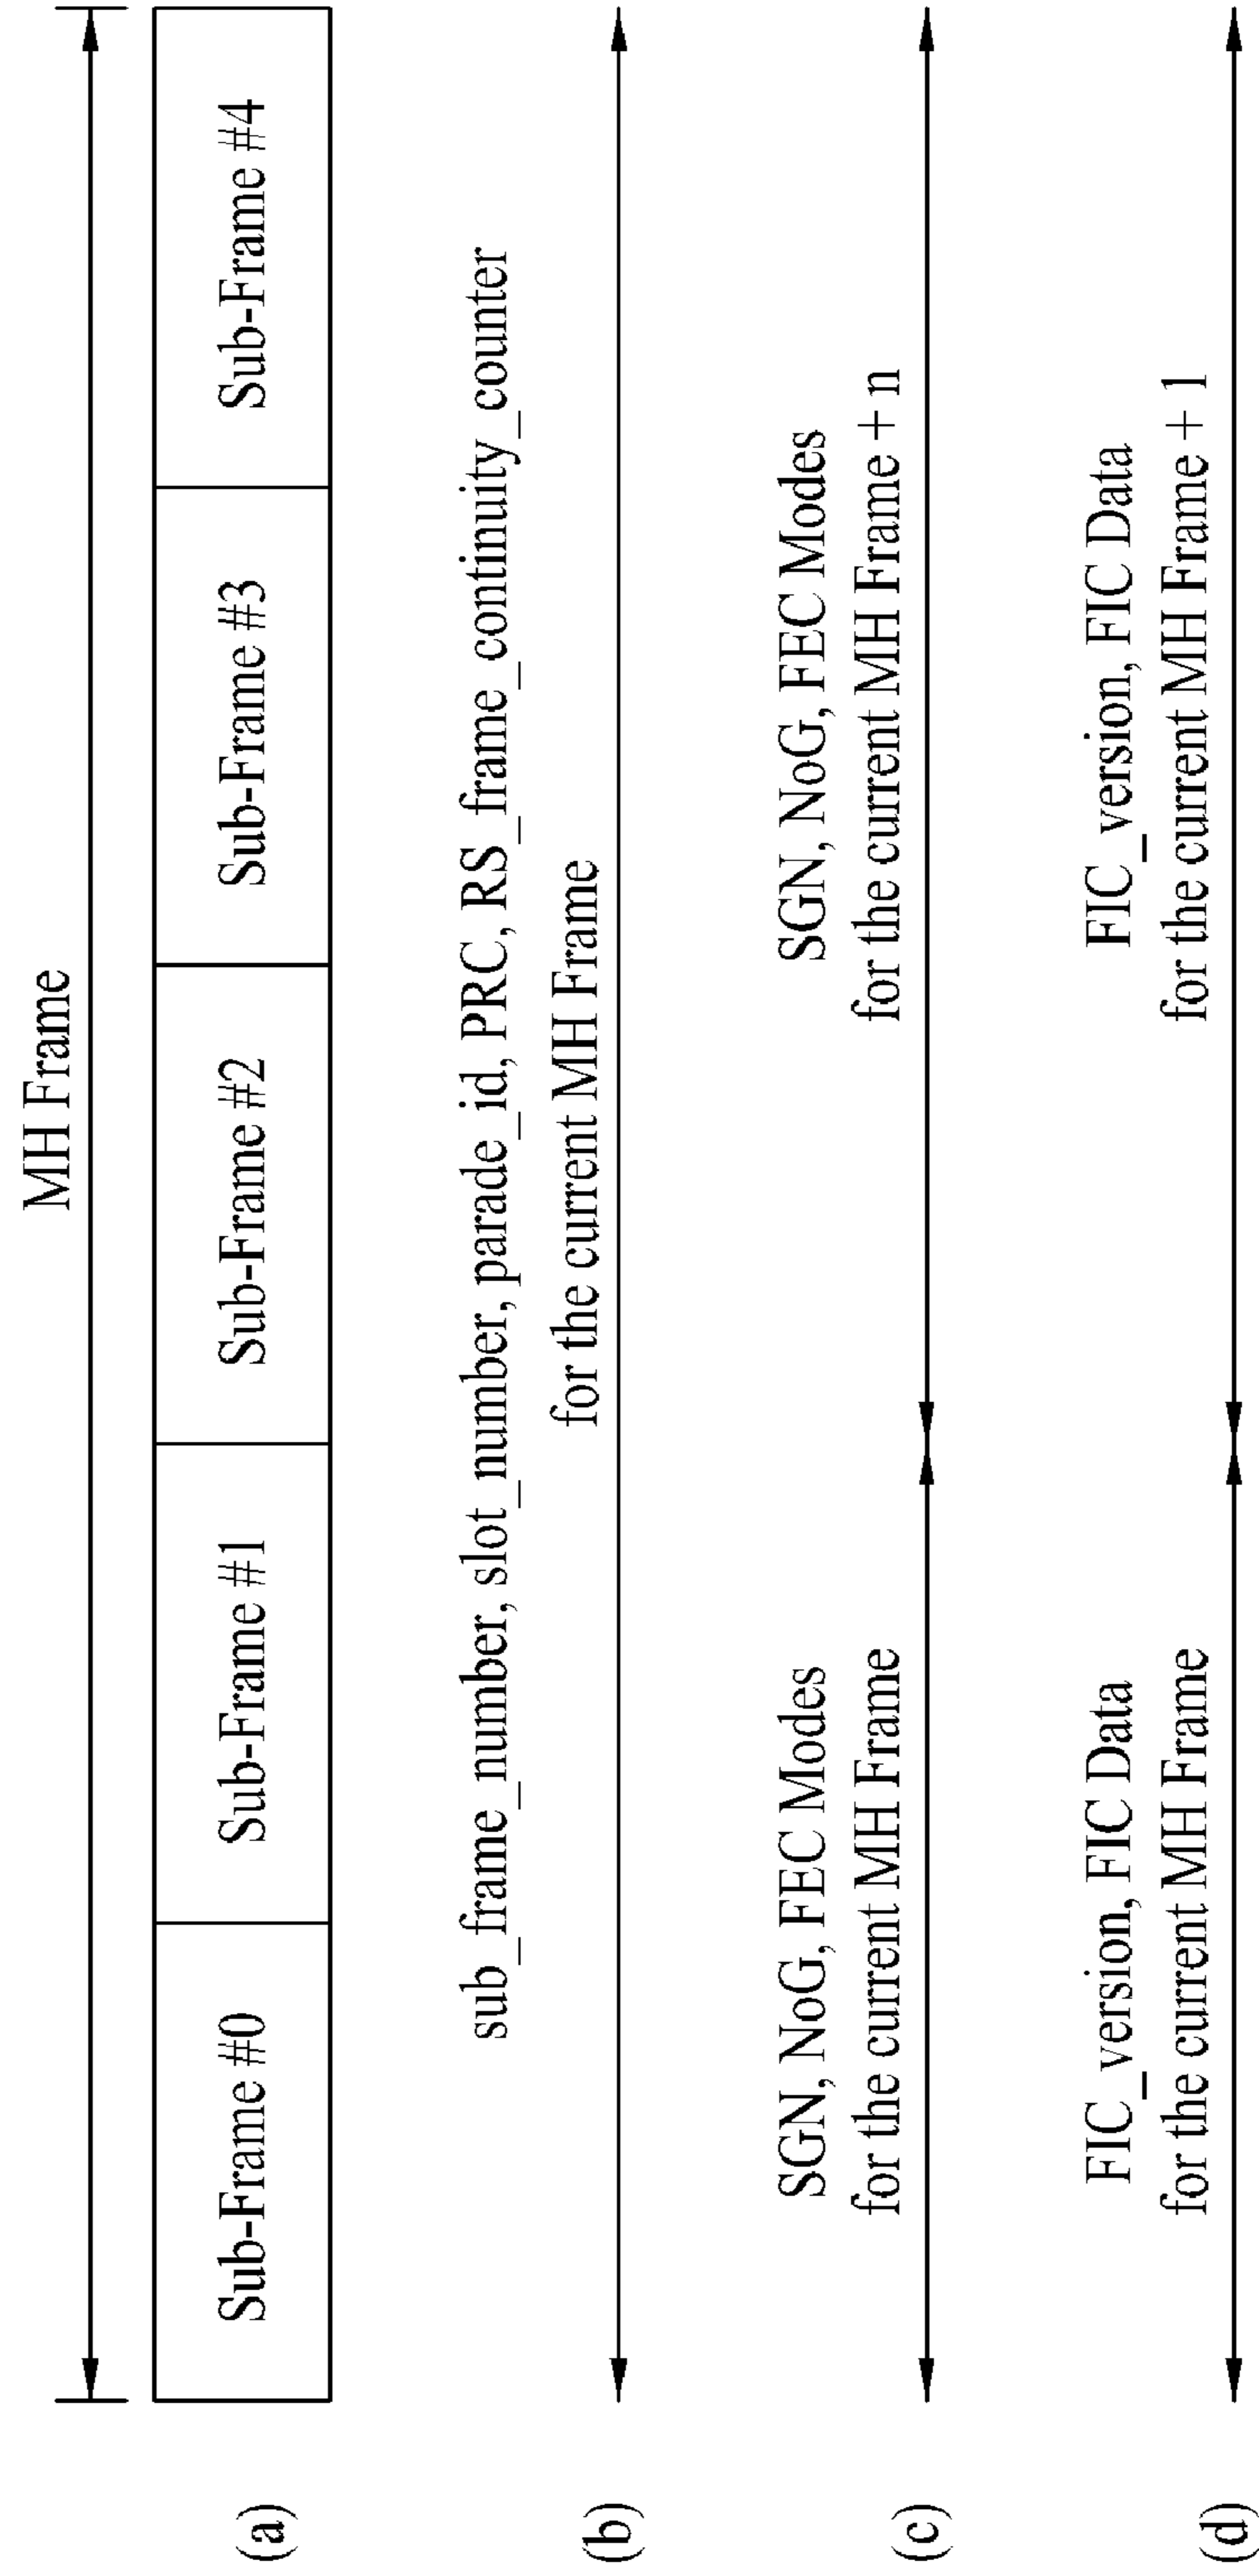 MH Frame
(a)
Sub-Frame #0
Sub-Frame #1
Sub-Frame #2
Sub-Frame #3
Sub-Frame #4
sub_frame_number, slot_number, parade_id, PRC, RS_frame_continuity_counter
for the current MH Frame
(b)
SGN, NoG, FEC Modes
for the current MH Frame
SGN, NoG, FEC Modes
for the current MH Frame + n
(c)
FIC_version, FIC Data
for the current MH Frame
FIC_version, FIC Data
for the current MH Frame + 1
(d)